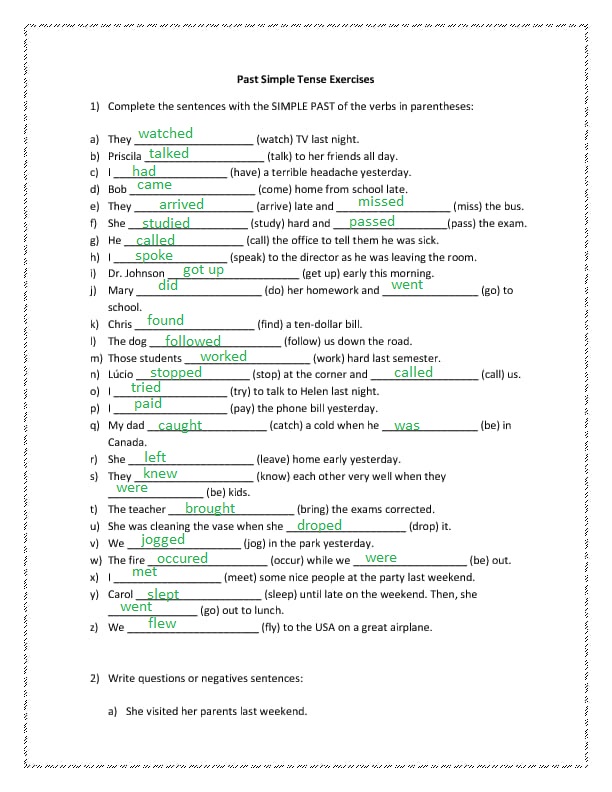 Past Simple Tense Exercises
1) Complete the sentences with the SIMPLE PAST of the verbs in parentheses:
a) They watched (watch) TV last night.
b) Priscila talked (talk) to her friends all day.
c) I had (have) a terrible headache yesterday.
d) Bob came (come) home from school late.
e) They arrived (arrive) late and missed (miss) the bus.
f) She studied (study) hard and passed (pass) the exam.
g) He called (call) the office to tell them he was sick.
h) I spoke (speak) to the director as he was leaving the room.
i) Dr. Johnson got up (get up) early this morning.
j) Mary did (do) her homework and went (go) to
school.
k) Chris found (find) a ten-dollar bill.
l) The dog followed (follow) us down the road.
m) Those students worked (work) hard last semester.
n) Lúcio stopped (stop) at the corner and called (call) us.
o) I tried (try) to talk to Helen last night.
p) I paid (pay) the phone bill yesterday.
q) My dad caught (catch) a cold when he was (be) in
Canada.
r) She left (leave) home early yesterday.
s) They knew (know) each other very well when they
were (be) kids.
t) The teacher brought (bring) the exams corrected.
u) She was cleaning the vase when she droped (drop) it.
v) We jogged (jog) in the park yesterday.
w) The fire occured (occur) while we were (be) out.
x) I met (meet) some nice people at the party last weekend.
y) Carol slept (sleep) until late on the weekend. Then, she
went (go) out to lunch.
z) We flew (fly) to the USA on a great airplane.
2) Write questions or negatives sentences:
a) She visited her parents last weekend.